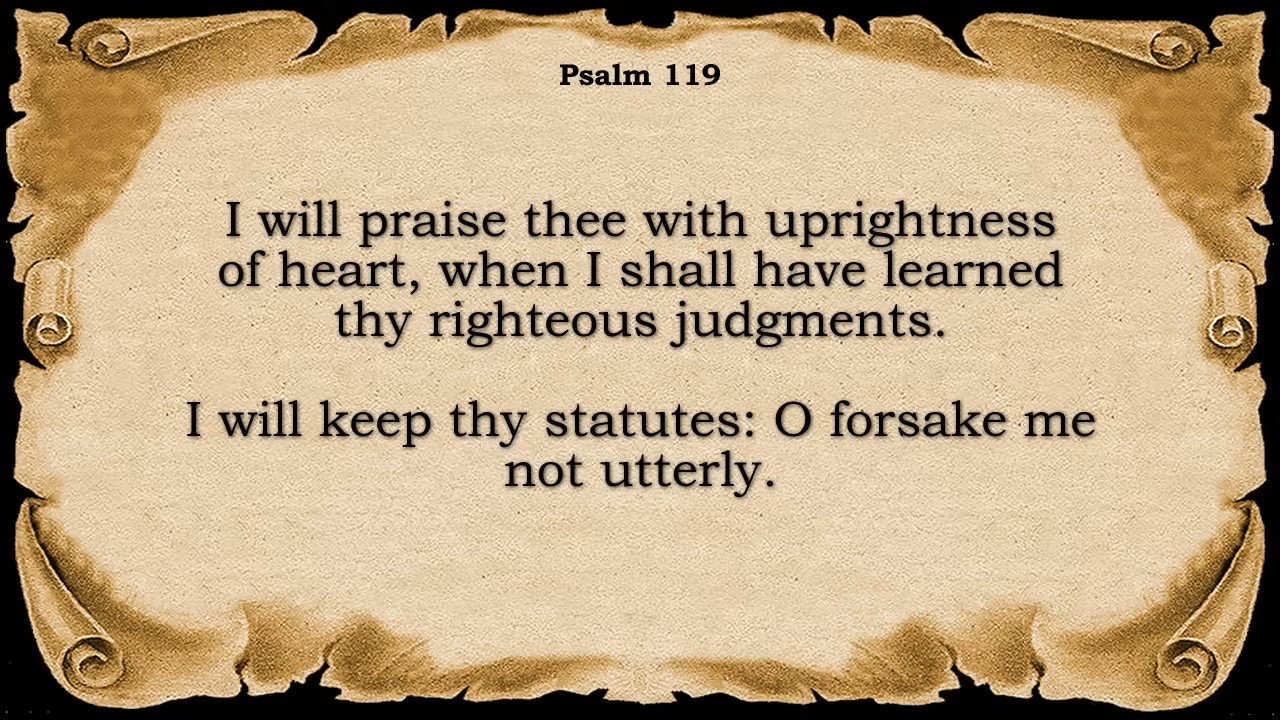 Psalm 119
I will praise thee with uprightness
of heart, when I shall have learned
thy righteous judgments.
I will keep thy statutes: O forsake me
not utterly.